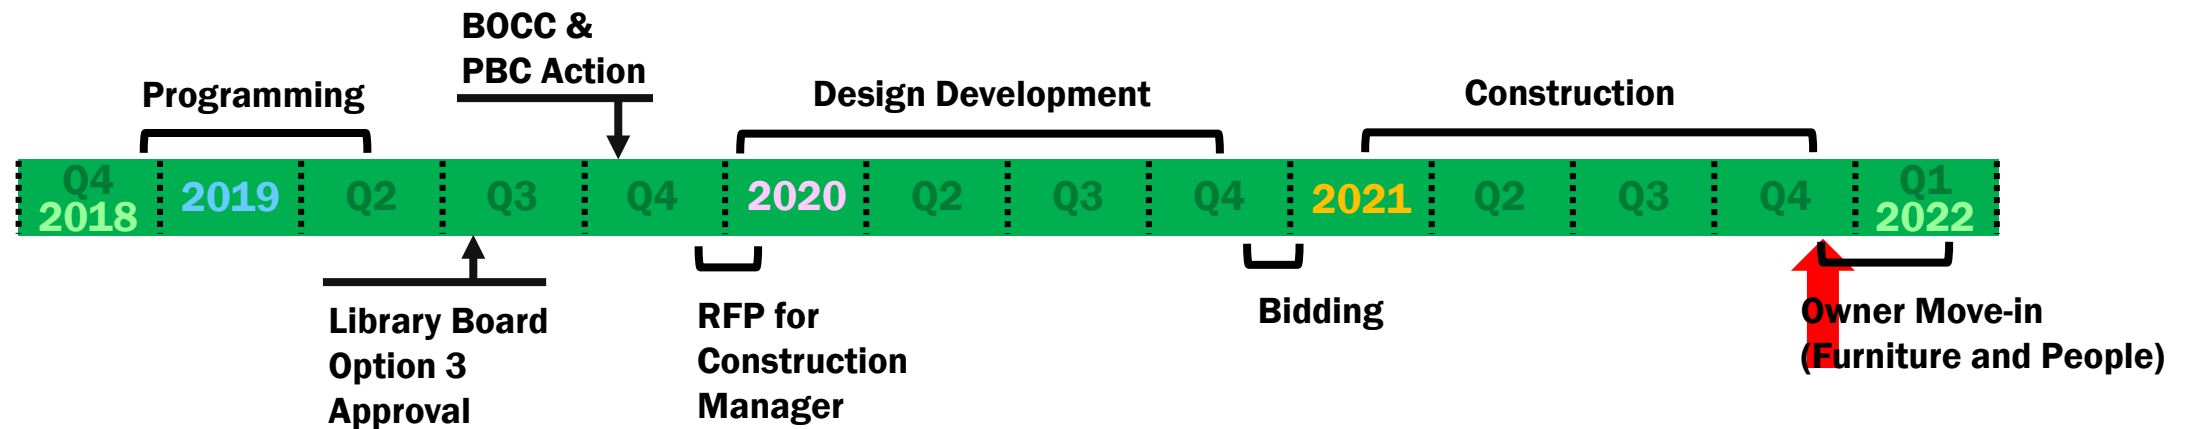 BOCC &
PBC Action
Programming
Design Development
Construction
Q4
2018
2019
Q2
Q3
Q4
2020
Q2
Q3
Q4
2021
Q2
Q3
Q4
Q1
2022
Library Board
Option 3
Approval
RFP for
Construction
Manager
Bidding
Owner Move-in
(Furniture and People)